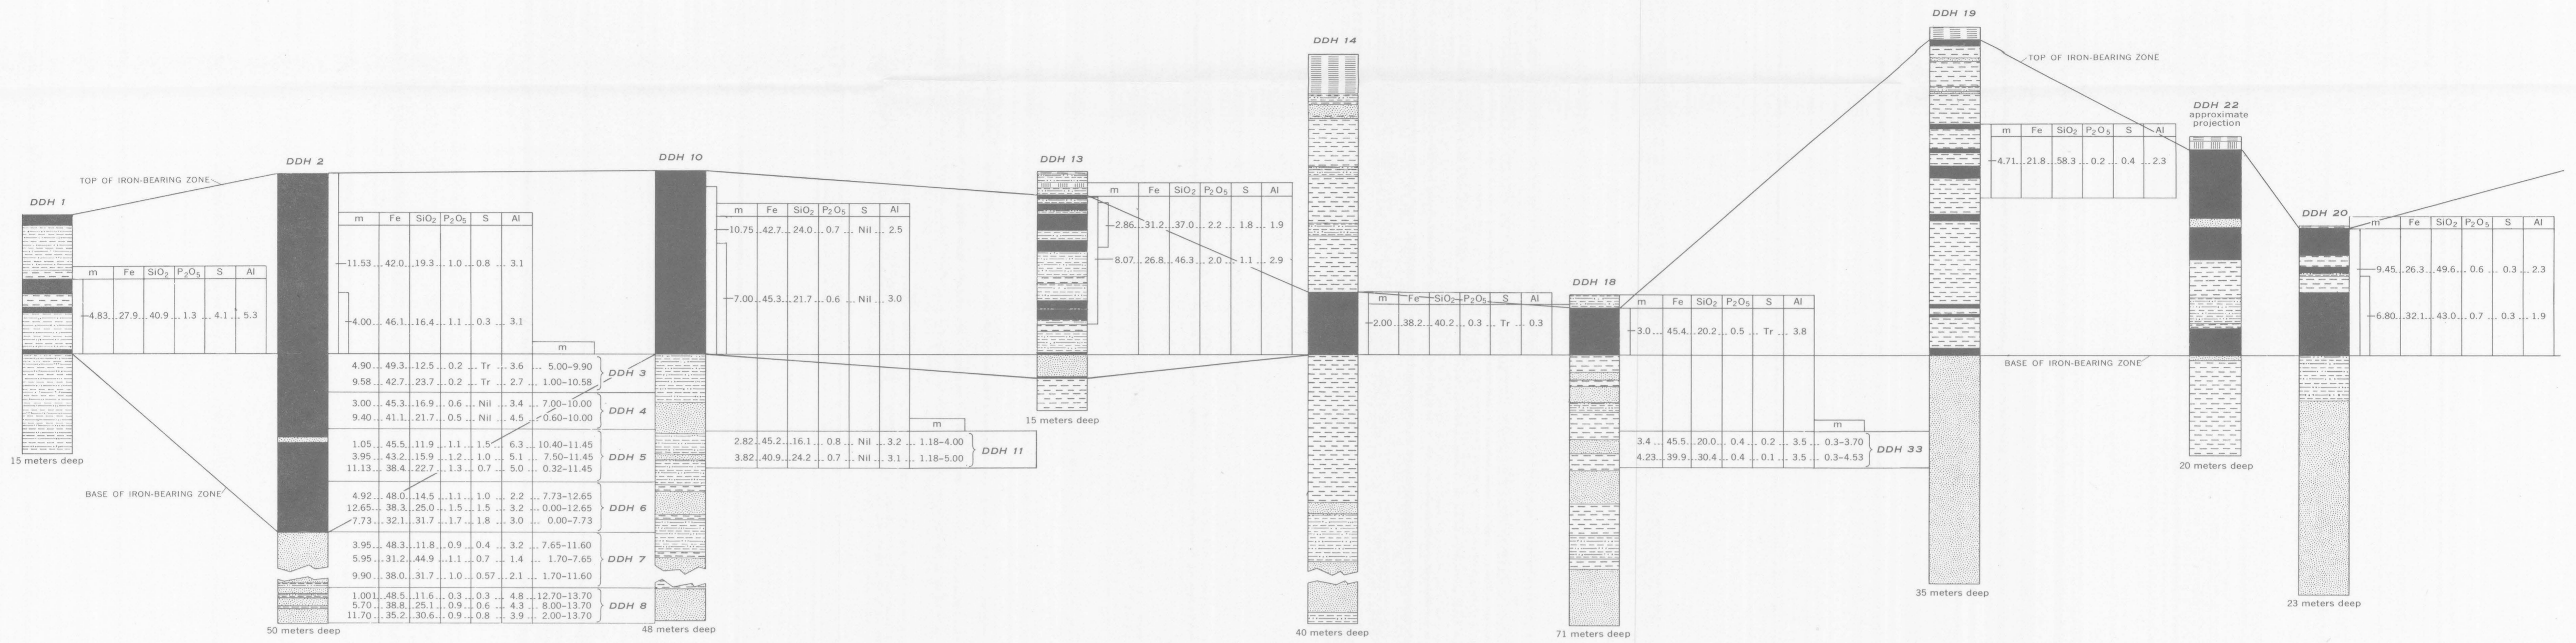 DDH 1
TOP OF IRON-BEARING ZONE
m Fe SiO2 P2O5 S Al
4.83 27.9 40.9 1.3 4.1 5.3
BASE OF IRON-BEARING ZONE
15 meters deep
DDH 2
m Fe SiO2 P2O5 S Al
11.53 42.0 19.3 1.0 0.8 3.1
4.00 46.1 16.4 1.1 0.3 3.1
m
4.90 49.3 12.5 0.2 Tr 3.6 5.00-9.90
9.58 42.7 23.7 0.2 Tr 2.7 1.00-10.58
DDH 3
3.00 45.3 16.9 0.6 Nil 3.4 7.00-10.00
9.40 41.1 21.7 0.5 Nil 4.5 0.60-10.00
DDH 4
1.05 45.5 11.9 1.1 1.5 6.3 10.40-11.45
3.95 43.2 15.9 1.2 1.0 5.1 7.50-11.45
11.13 38.4 22.7 1.3 0.7 5.0 0.32-11.45
DDH 5
4.92 48.0 14.5 1.1 1.0 2.2 7.73-12.65
12.65 38.3 25.0 1.5 1.5 3.2 0.00-12.65
7.73 32.1 31.7 1.7 1.8 3.0 0.00-7.73
DDH 6
3.95 48.3 11.8 0.9 0.4 3.2 7.65-11.60
5.95 31.2 44.9 1.1 0.7 1.4 1.70-7.65
9.90 38.0 31.7 1.0 0.57 2.1 1.70-11.60
DDH 7
1.001 48.5 11.6 0.3 0.3 4.8 12.70-13.70
5.70 38.8 25.1 0.9 0.6 4.3 8.00-13.70
11.70 35.2 30.6 0.9 0.8 3.9 2.00-13.70
DDH 8
50 meters deep
DDH 10
m Fe SiO2 P2O5 S Al
10.75 42.7 24.0 0.7 Nil 2.5
7.00 45.3 21.7 0.6 Nil 3.0
m
2.82 45.2 16.1 0.8 Nil 3.2 1.18-4.00
3.82 40.9 24.2 0.7 Nil 3.1 1.18-5.00
DDH 11
48 meters deep
DDH 13
m Fe SiO2 P2O5 S Al
2.86 31.2 37.0 2.2 1.8 1.9
8.07 26.8 46.3 2.0 1.1 2.9
15 meters deep
DDH 14
m Fe SiO2 P2O5 S Al
2.00 38.2 40.2 0.3 Tr 0.3
40 meters deep
DDH 18
m Fe SiO2 P2O5 S Al
3.0 45.4 20.2 0.5 Tr 3.8
m
3.4 45.5 20.0 0.4 0.2 3.5 0.3-3.70
4.23 39.9 30.4 0.4 0.1 3.5 0.3-4.53
DDH 33
71 meters deep
DDH 19
TOP OF IRON-BEARING ZONE
m Fe SiO2 P2O5 S Al
4.71 21.8 58.3 0.2 0.4 2.3
BASE OF IRON-BEARING ZONE
35 meters deep
DDH 22
approximate
projection
20 meters deep
DDH 20
m Fe SiO2 P2O5 S Al
9.45 26.3 49.6 0.6 0.3 2.3
6.80 32.1 43.0 0.7 0.3 1.9
23 meters deep